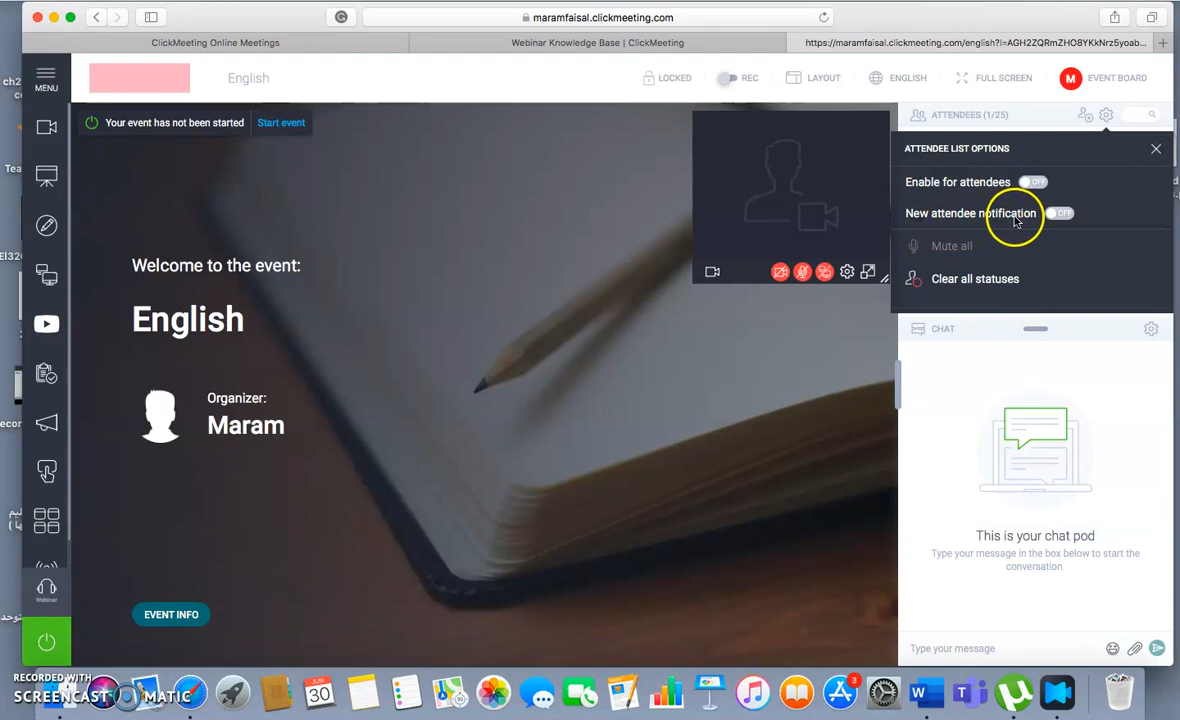 maramfaisal.clickmeeting.com
ClickMeeting Online Meetings
Webinar Knowledge Base | ClickMeeting
https://maramfaisal.clickmeeting.com/english?l=AGH2ZQRmZHO8YKkNrz5yoab...
MENU
English
LOCKED
REC
LAYOUT
ENGLISH
FULL SCREEN
M
EVENT BOARD
Your event has not been started
Start event
ATTENDEES (1/25)
ATTENDEE LIST OPTIONS
Enable for attendees
OFF
New attendee notification
OFF
Mute all
Clear all statuses
Welcome to the event:
English
Organizer:
Maram
EVENT INFO
CHAT
This is your chat pod
Type your message in the box below to start the
conversation
Type your message
Webinar
ch2
Tea
RECORDED WITH
SCREENCAST MATIC
JUN
30
3